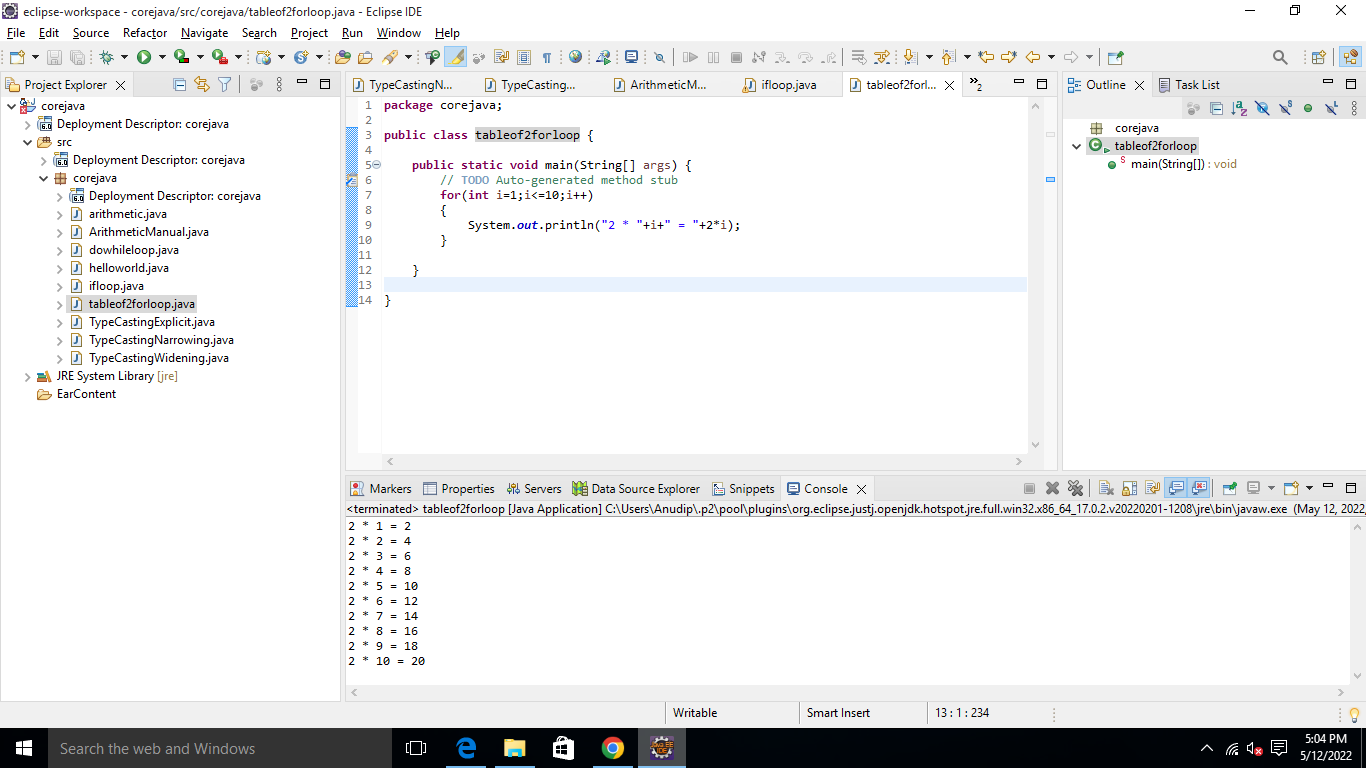 eclipse-workspace - corejava/src/corejava/tableof2forloop.java - Eclipse IDE
File Edit Source Refactor Navigate Search Project Run Window Help
Project Explorer
corejava
Deployment Descriptor: corejava
src
Deployment Descriptor: corejava
corejava
Deployment Descriptor: corejava
arithmetic.java
ArithmeticManual.java
dowhileloop.java
helloworld.java
ifloop.java
tableof2forloop.java
TypeCastingExplicit.java
TypeCastingNarrowing.java
TypeCastingWidening.java
JRE System Library [jre]
EarContent
TypeCastingN... TypeCasting... ArithmeticM... ifloop.java tableof2forl... »2
1 package corejava;
2
3 public class tableof2forloop {
4
5 public static void main(String[] args) {
6 // TODO Auto-generated method stub
7 for(int i=1;i<=10;i++)
8 {
9 System.out.println("2 * "+i+" = "+2*i);
10 }
11
12 }
13
14 }
Outline Task List
corejava
tableof2forloop
main(String[]) : void
Markers Properties Servers Data Source Explorer Snippets Console
<terminated> tableof2forloop [Java Application] C:\Users\Anudip\.p2\pool\plugins\org.eclipse.justj.openjdk.hotspot.jre.full.win32.x86_64_17.0.2.v20220201-1208\jre\bin\javaw.exe (May 12, 2022,
2 * 1 = 2
2 * 2 = 4
2 * 3 = 6
2 * 4 = 8
2 * 5 = 10
2 * 6 = 12
2 * 7 = 14
2 * 8 = 16
2 * 9 = 18
2 * 10 = 20
Writable Smart Insert 13 : 1 : 234
Search the web and Windows
5:04 PM
5/12/2022